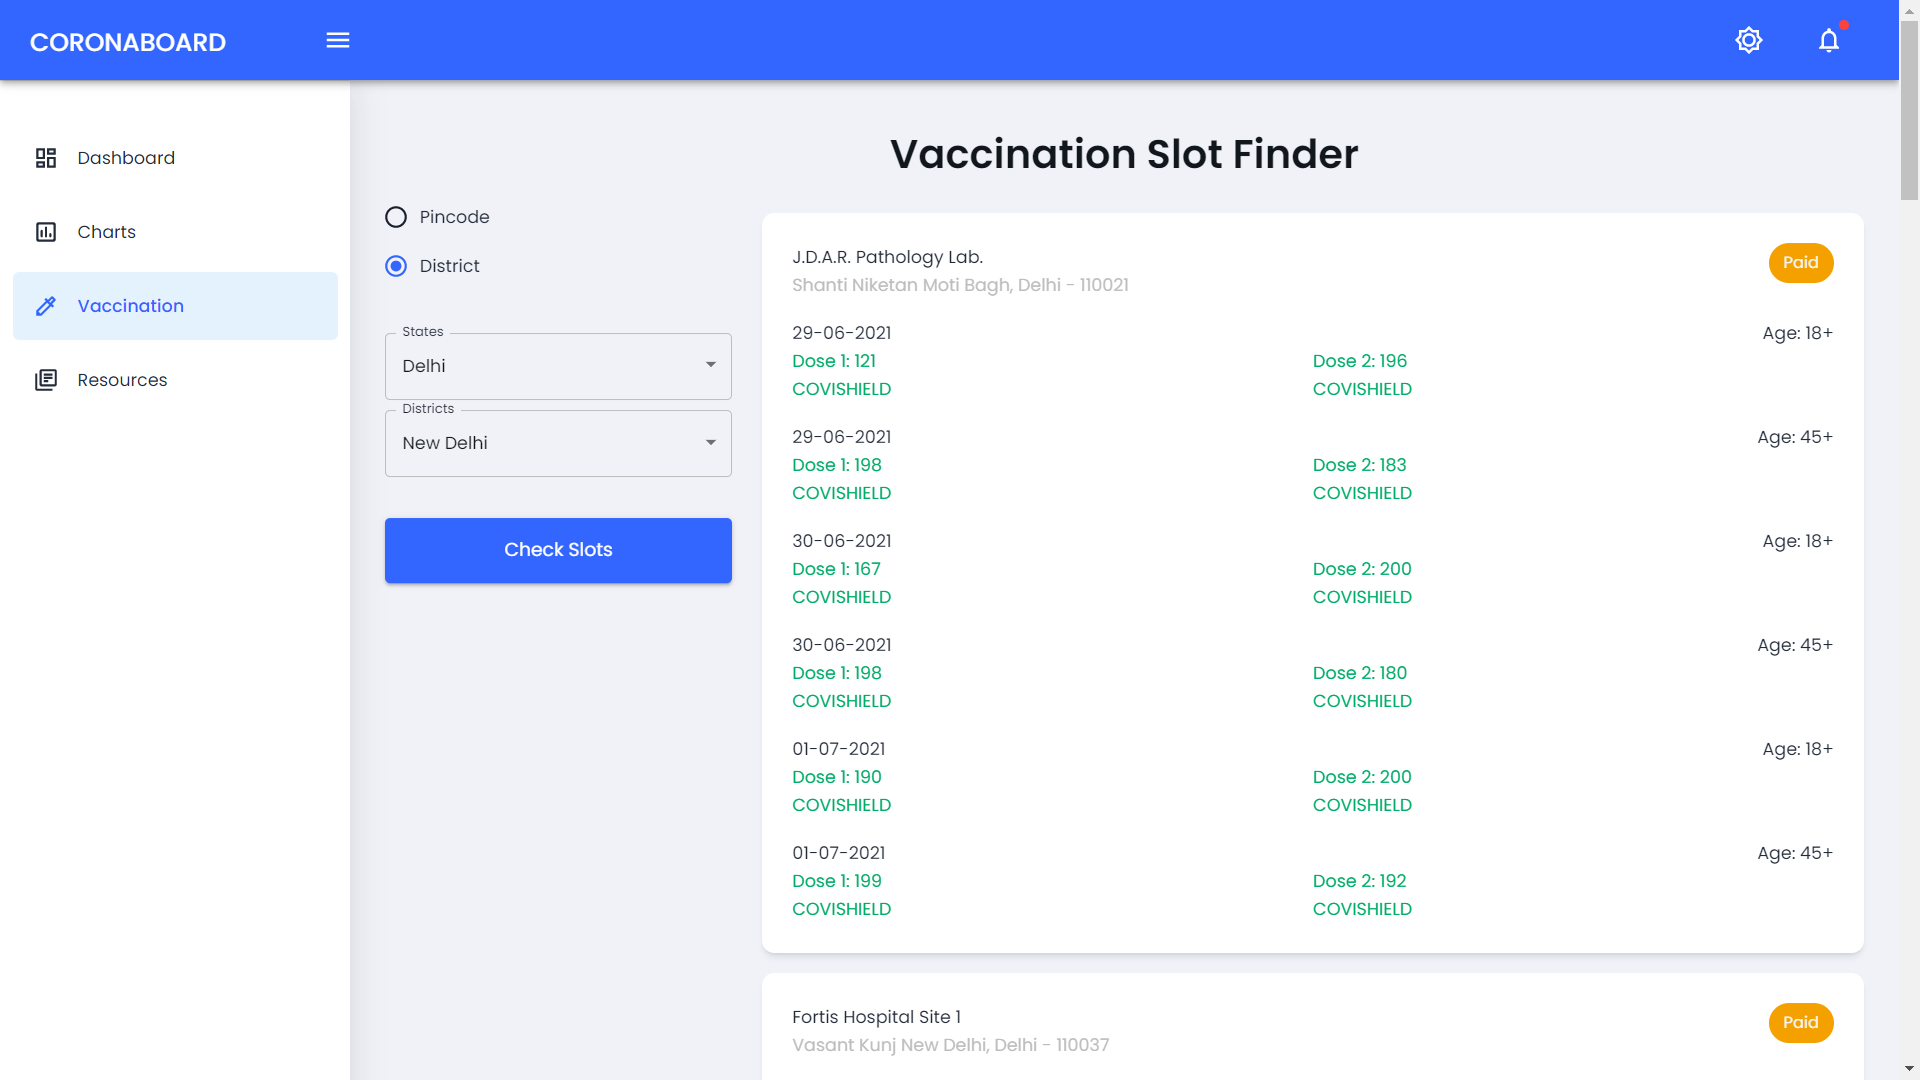 CORONABOARD
Dashboard
Charts
Vaccination
Resources
Vaccination Slot Finder
Pincode
District
States
Delhi
Districts
New Delhi
Check Slots
J.D.A.R. Pathology Lab.
Paid
Shanti Niketan Moti Bagh, Delhi - 110021
29-06-2021 Age: 18+
Dose 1: 121 Dose 2: 196
COVISHIELD COVISHIELD
29-06-2021 Age: 45+
Dose 1: 198 Dose 2: 183
COVISHIELD COVISHIELD
30-06-2021 Age: 18+
Dose 1: 167 Dose 2: 200
COVISHIELD COVISHIELD
30-06-2021 Age: 45+
Dose 1: 198 Dose 2: 180
COVISHIELD COVISHIELD
01-07-2021 Age: 18+
Dose 1: 190 Dose 2: 200
COVISHIELD COVISHIELD
01-07-2021 Age: 45+
Dose 1: 199 Dose 2: 192
COVISHIELD COVISHIELD
Fortis Hospital Site 1
Paid
Vasant Kunj New Delhi, Delhi - 110037